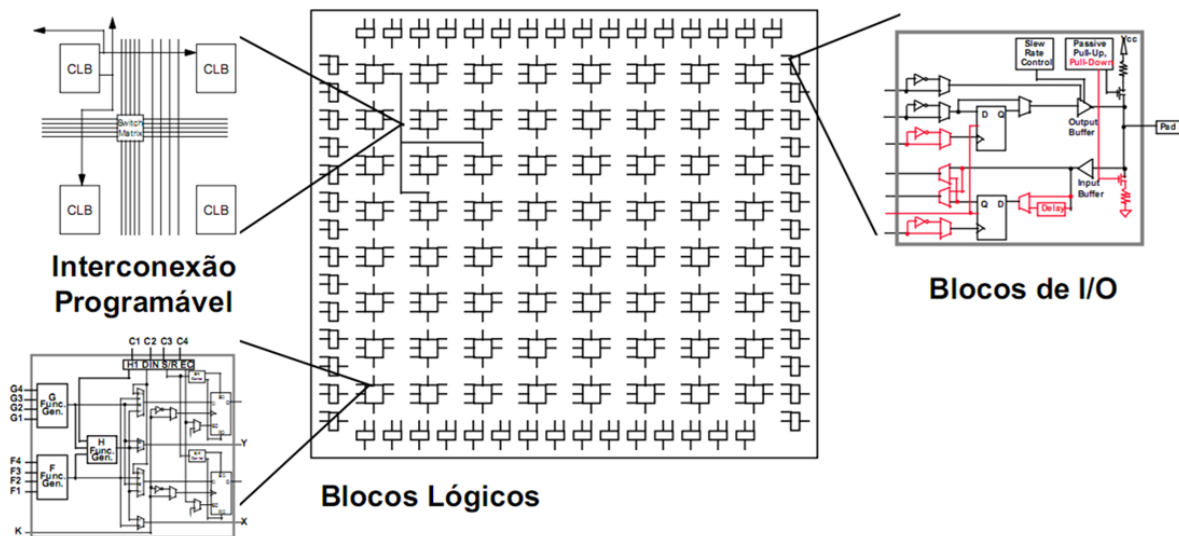 CLB
CLB
Switch
Matrix
CLB
CLB
Interconexão
Programável
Slew
Rate
Control
Passive
Pull-Up,
Pull-Down
Vcc
D Q
Output
Buffer
Pad
Input
Buffer
Q D
Delay
Blocos de I/O
C1 C2 C3 C4
H1 DIN S/R EC
G4
G3
G2
G1
G
Func.
Gen.
H
Func.
Gen.
F4
F3
F2
F1
F
Func.
Gen.
Y
X
K
Blocos Lógicos